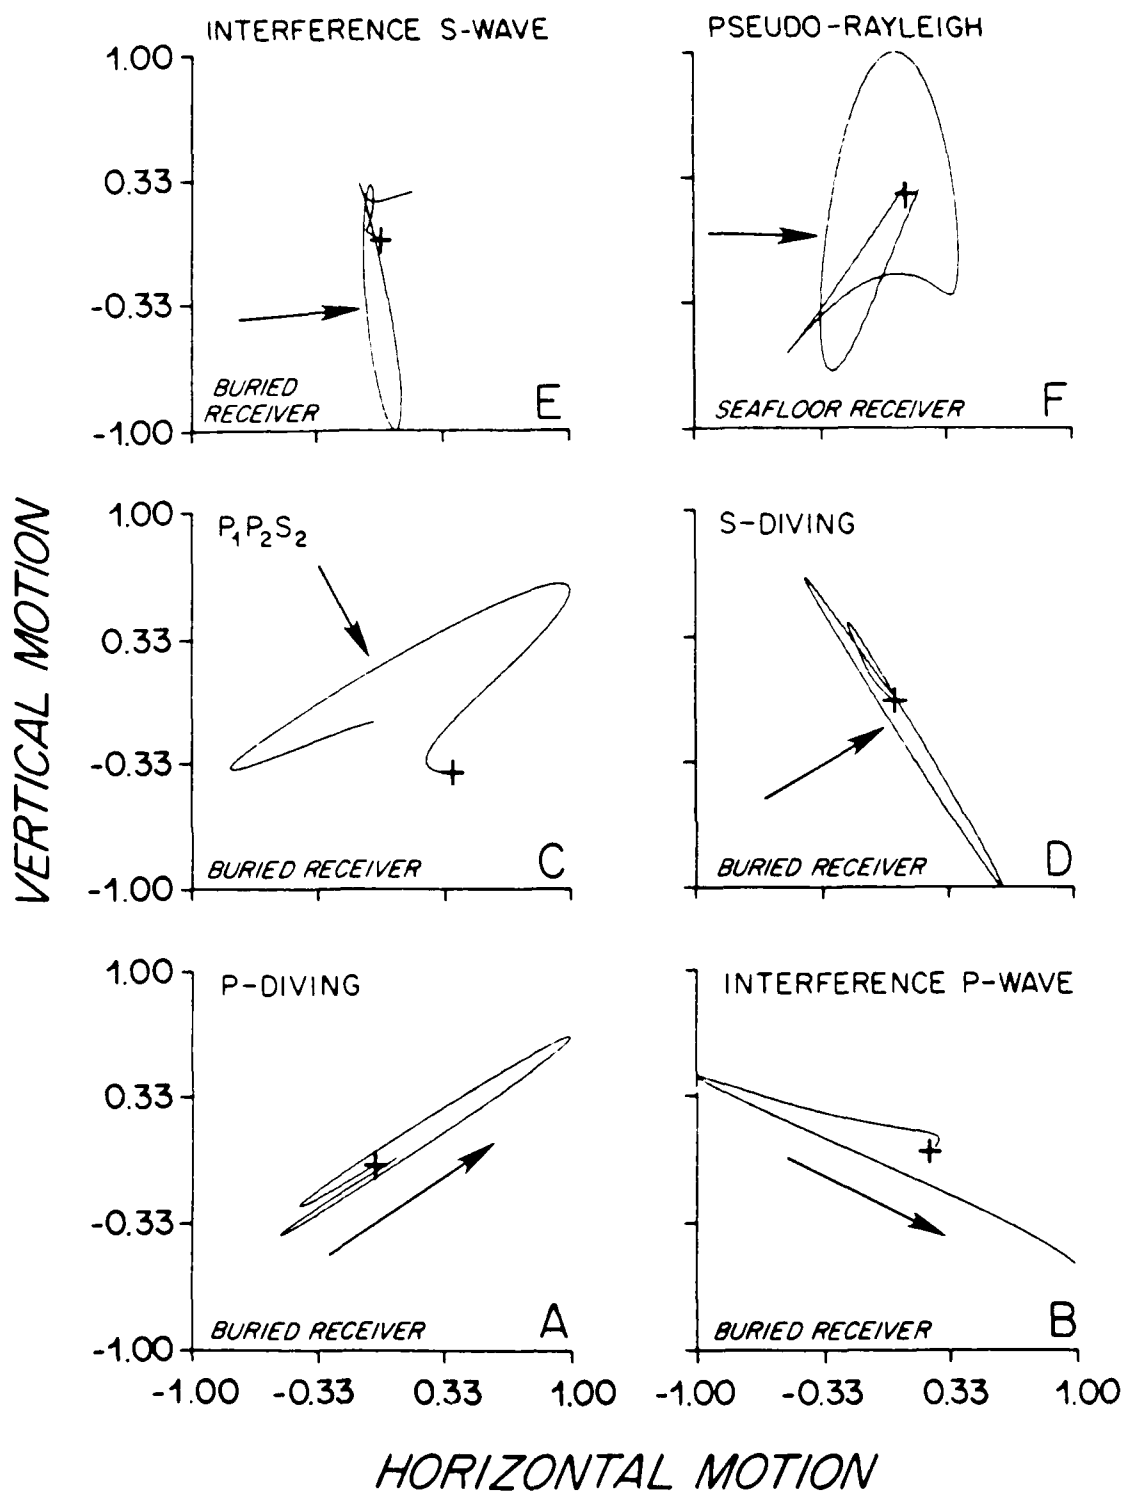 INTERFERENCE S-WAVE
1.00
0.33
-0.33
-1.00
BURIED
RECEIVER
E
PSEUDO-RAYLEIGH
SEAFLOOR RECEIVER
F
VERTICAL MOTION
1.00
0.33
-0.33
-1.00
P₁P₂S₂
BURIED RECEIVER
C
S-DIVING
BURIED RECEIVER
D
1.00
0.33
-0.33
-1.00
P-DIVING
BURIED RECEIVER
A
INTERFERENCE P-WAVE
BURIED RECEIVER
B
-1.00 -0.33 0.33 1.00
-1.00 -0.33 0.33 1.00
HORIZONTAL MOTION